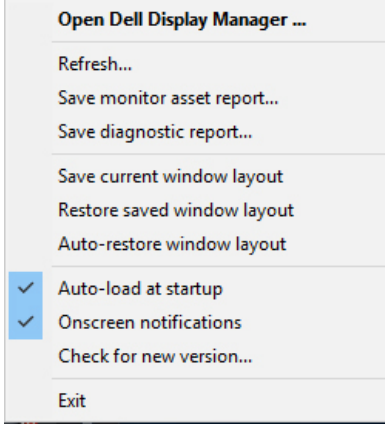 Open Dell Display Manager ...
Refresh...
Save monitor asset report...
Save diagnostic report...
Save current window layout
Restore saved window layout
Auto-restore window layout
Auto-load at startup
Onscreen notifications
Check for new version...
Exit